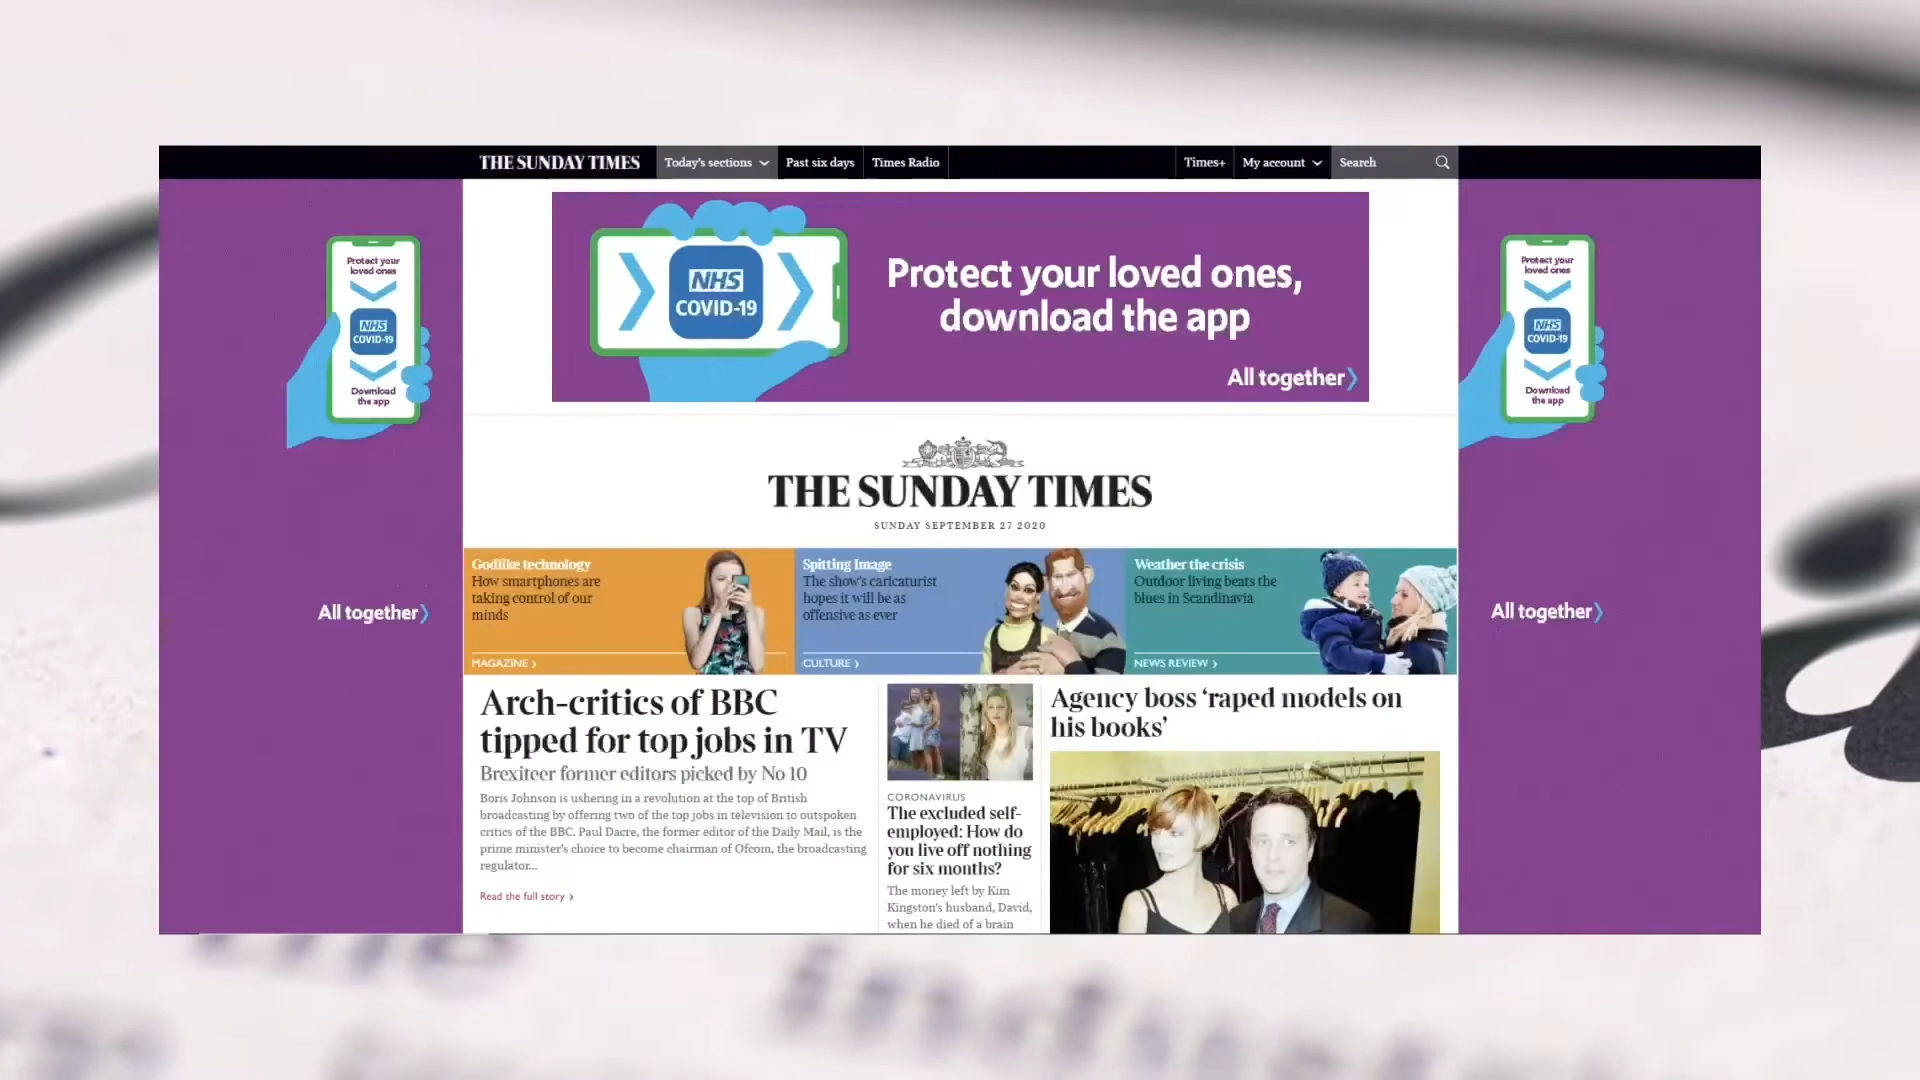 THE SUNDAY TIMES
Today's sections
Past six days
Times Radio
Times+
My account
Search
Protect your
loved ones
NHS
COVID-19
Download
the app
All together
NHS
COVID-19
Protect your loved ones,
download the app
All together
Protect your
loved ones
NHS
COVID-19
Download
the app
All together
THE SUNDAY TIMES
SUNDAY SEPTEMBER 27 2020
Godlike technology
How smartphones are
taking control of our
minds
MAGAZINE
Spitting Image
The show's caricaturist
hopes it will be as
offensive as ever
CULTURE
Weather the crisis
Outdoor living beats the
blues in Scandinavia
NEWS REVIEW
Arch-critics of BBC
tipped for top jobs in TV
Brexiteer former editors picked by No 10
Boris Johnson is ushering in a revolution at the top of British
broadcasting by offering two of the top jobs in television to outspoken
critics of the BBC. Paul Dacre, the former editor of the Daily Mail, is the
prime minister's choice to become chairman of Ofcom, the broadcasting
regulator...
Read the full story
CORONAVIRUS
The excluded self-
employed: How do
you live off nothing
for six months?
The money left by Kim
Kingston's husband, David,
when he died of a brain
Agency boss ‘raped models on
his books’